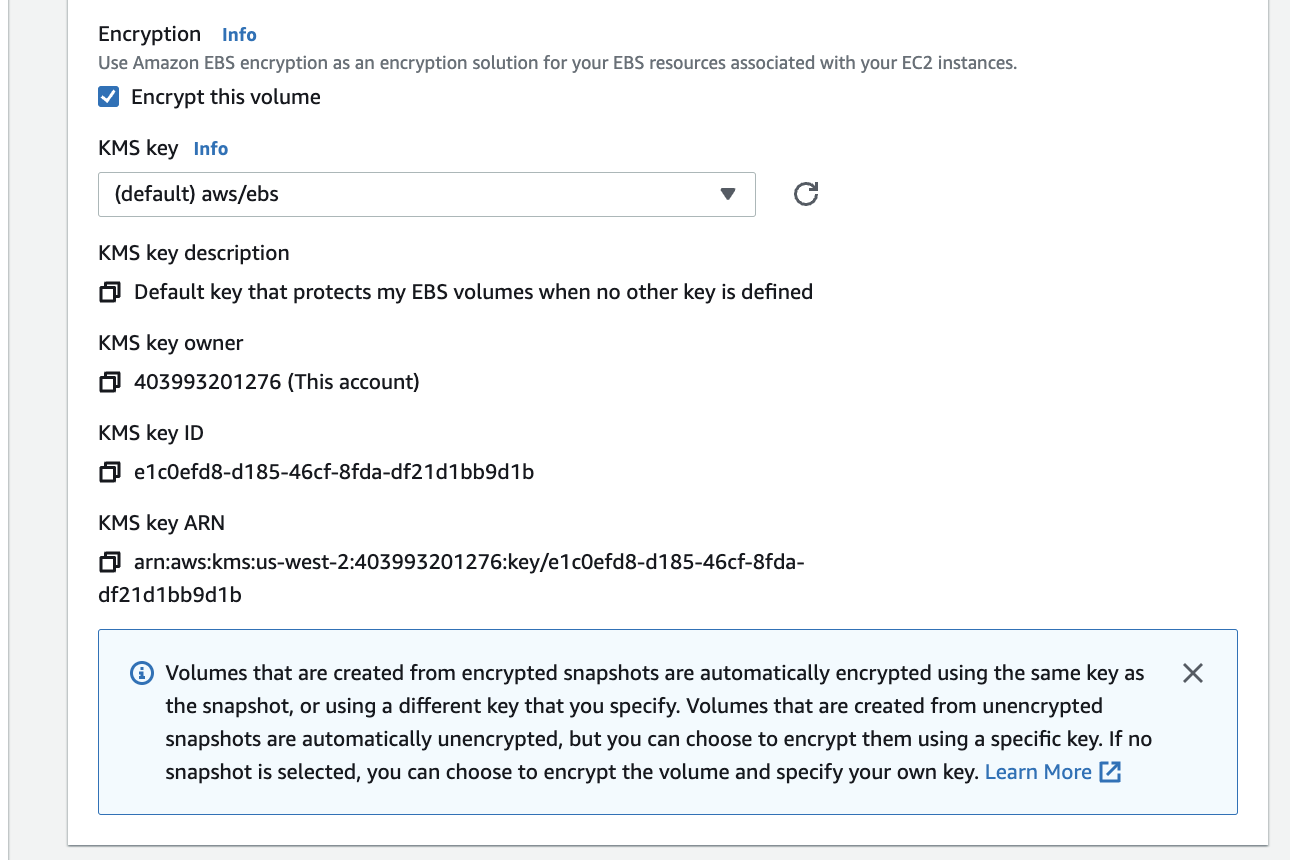 Encryption Info
Use Amazon EBS encryption as an encryption solution for your EBS resources associated with your EC2 instances.
Encrypt this volume
KMS key Info
(default) aws/ebs
KMS key description
Default key that protects my EBS volumes when no other key is defined
KMS key owner
403993201276 (This account)
KMS key ID
e1c0efd8-d185-46cf-8fda-df21d1bb9d1b
KMS key ARN
arn:aws:kms:us-west-2:403993201276:key/e1c0efd8-d185-46cf-8fda-
df21d1bb9d1b
Volumes that are created from encrypted snapshots are automatically encrypted using the same key as
the snapshot, or using a different key that you specify. Volumes that are created from unencrypted
snapshots are automatically unencrypted, but you can choose to encrypt them using a specific key. If no
snapshot is selected, you can choose to encrypt the volume and specify your own key. Learn More